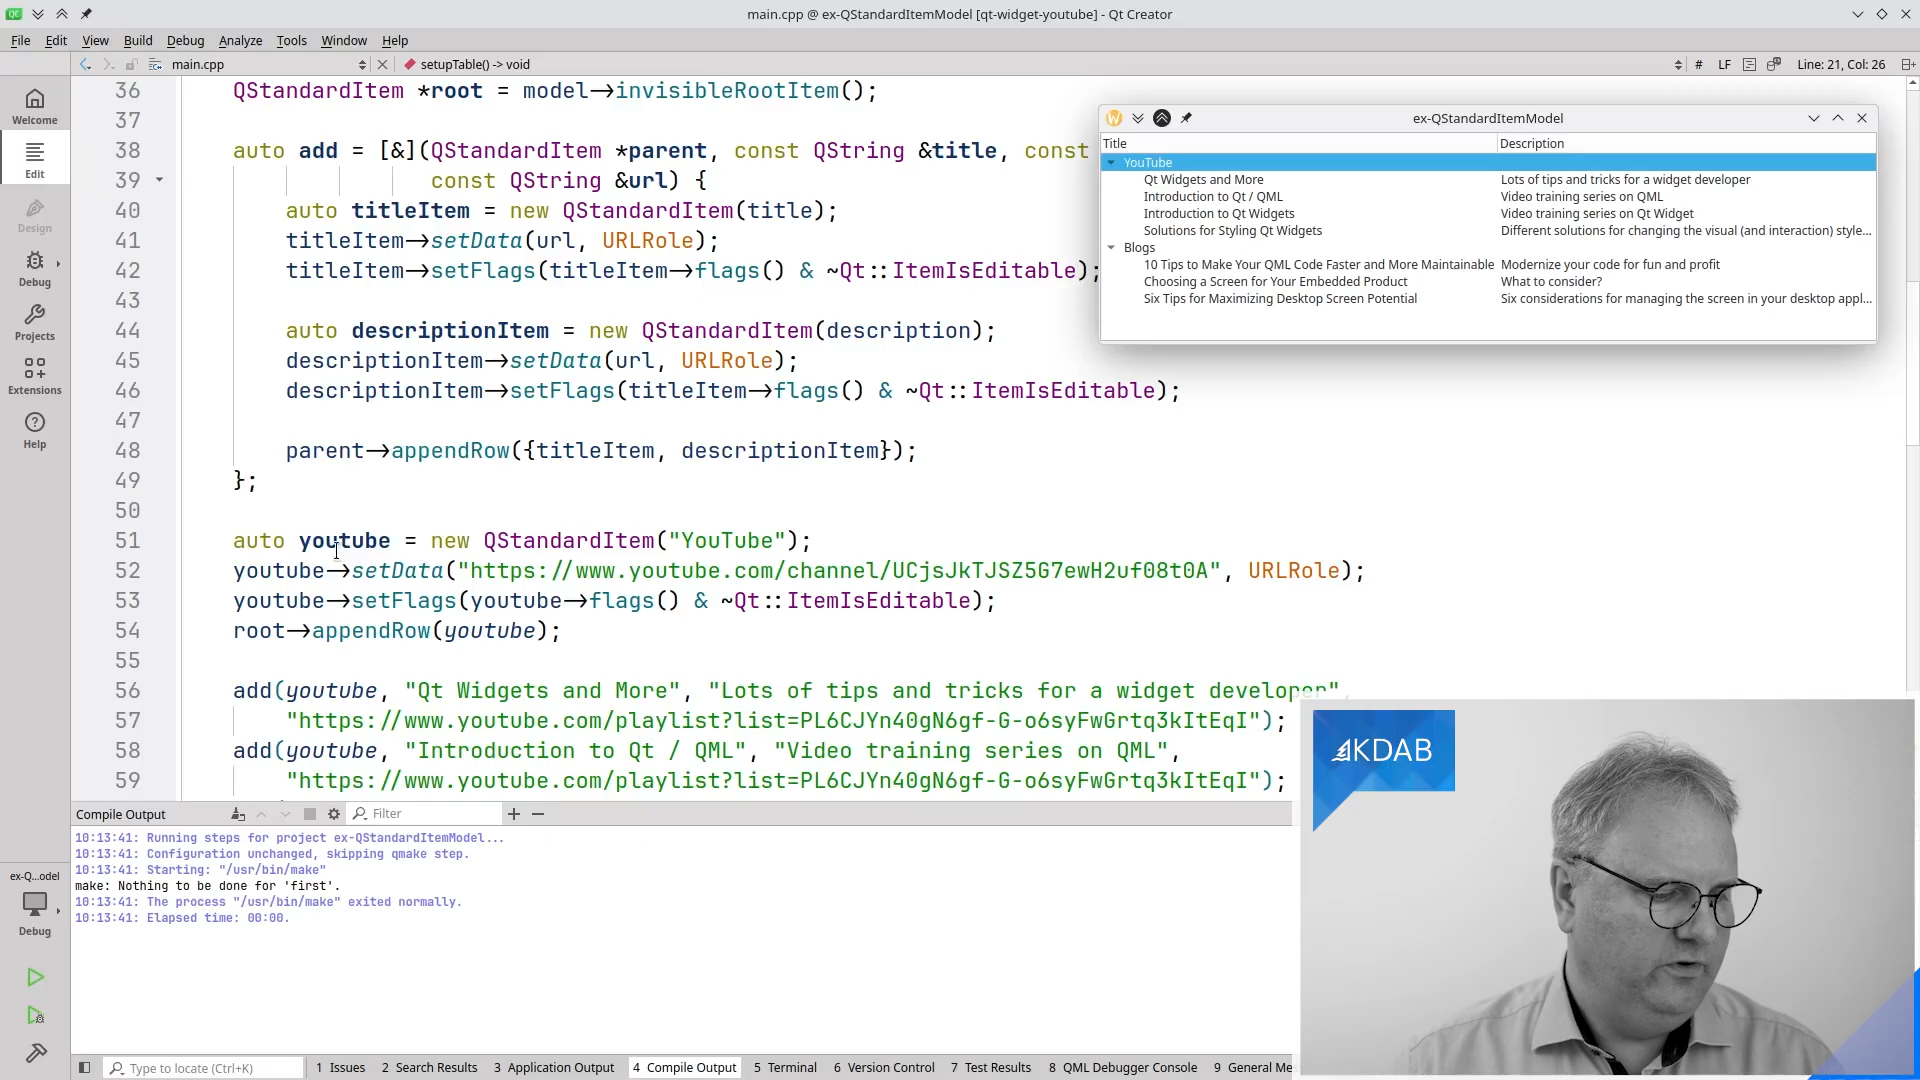 main.cpp @ ex-QStandardItemModel [qt-widget-youtube] - Qt Creator
File Edit View Build Debug Analyze Tools Window Help
main.cpp setupTable() -> void # LF Line: 21, Col: 26
Welcome
Edit
Design
Debug
Projects
Extensions
Help
36 QStandardItem *root = model->invisibleRootItem();
37
38 auto add = [&](QStandardItem *parent, const QString &title, const
39 const QString &url) {
40 auto titleItem = new QStandardItem(title);
41 titleItem->setData(url, URLRole);
42 titleItem->setFlags(titleItem->flags() & ~Qt::ItemIsEditable);
43
44 auto descriptionItem = new QStandardItem(description);
45 descriptionItem->setData(url, URLRole);
46 descriptionItem->setFlags(titleItem->flags() & ~Qt::ItemIsEditable);
47
48 parent->appendRow({titleItem, descriptionItem});
49 };
50
51 auto youtube = new QStandardItem("YouTube");
52 youtube->setData("https://www.youtube.com/channel/UCjsJkTJSZ5G7ewH2uf08t0A", URLRole);
53 youtube->setFlags(youtube->flags() & ~Qt::ItemIsEditable);
54 root->appendRow(youtube);
55
56 add(youtube, "Qt Widgets and More", "Lots of tips and tricks for a widget developer",
57 "https://www.youtube.com/playlist?list=PL6CJYn40gN6gf-G-o6syFwGrtq3kItEqI");
58 add(youtube, "Introduction to Qt / QML", "Video training series on QML",
59 "https://www.youtube.com/playlist?list=PL6CJYn40gN6gf-G-o6syFwGrtq3kItEqI");
ex-QStandardItemModel
Title Description
YouTube
Qt Widgets and More Lots of tips and tricks for a widget developer
Introduction to Qt / QML Video training series on QML
Introduction to Qt Widgets Video training series on Qt Widget
Solutions for Styling Qt Widgets Different solutions for changing the visual (and interaction) style...
Blogs
10 Tips to Make Your QML Code Faster and More Maintainable Modernize your code for fun and profit
Choosing a Screen for Your Embedded Product What to consider?
Six Tips for Maximizing Desktop Screen Potential Six considerations for managing the screen in your desktop appl...
KDAB
Compile Output Filter
10:13:41: Running steps for project ex-QStandardItemModel...
10:13:41: Configuration unchanged, skipping qmake step.
10:13:41: Starting: "/usr/bin/make"
make: Nothing to be done for 'first'.
10:13:41: The process "/usr/bin/make" exited normally.
10:13:41: Elapsed time: 00:00.
ex-Q...odel
Debug
Type to locate (Ctrl+K) 1 Issues 2 Search Results 3 Application Output 4 Compile Output 5 Terminal 6 Version Control 7 Test Results 8 QML Debugger Console 9 General Me